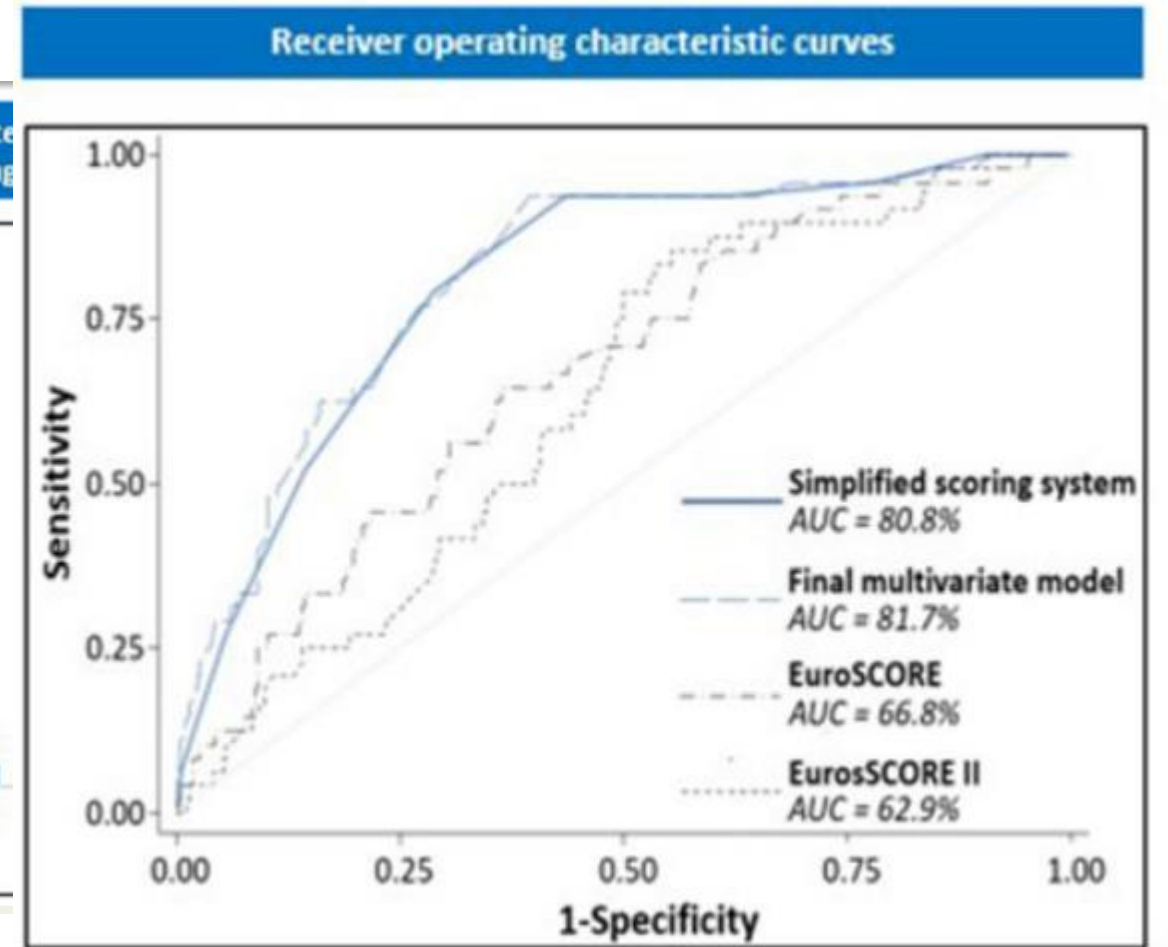 Receiver operating characteristic curves
1.00
0.75
0.50
0.25
0.00
Sensitivity
Simplified scoring system
AUC = 80.8%
Final multivariate model
AUC = 81.7%
EuroSCORE
AUC = 66.8%
EurosSCORE II
AUC = 62.9%
0.00 0.25 0.50 0.75 1.00
1-Specificity